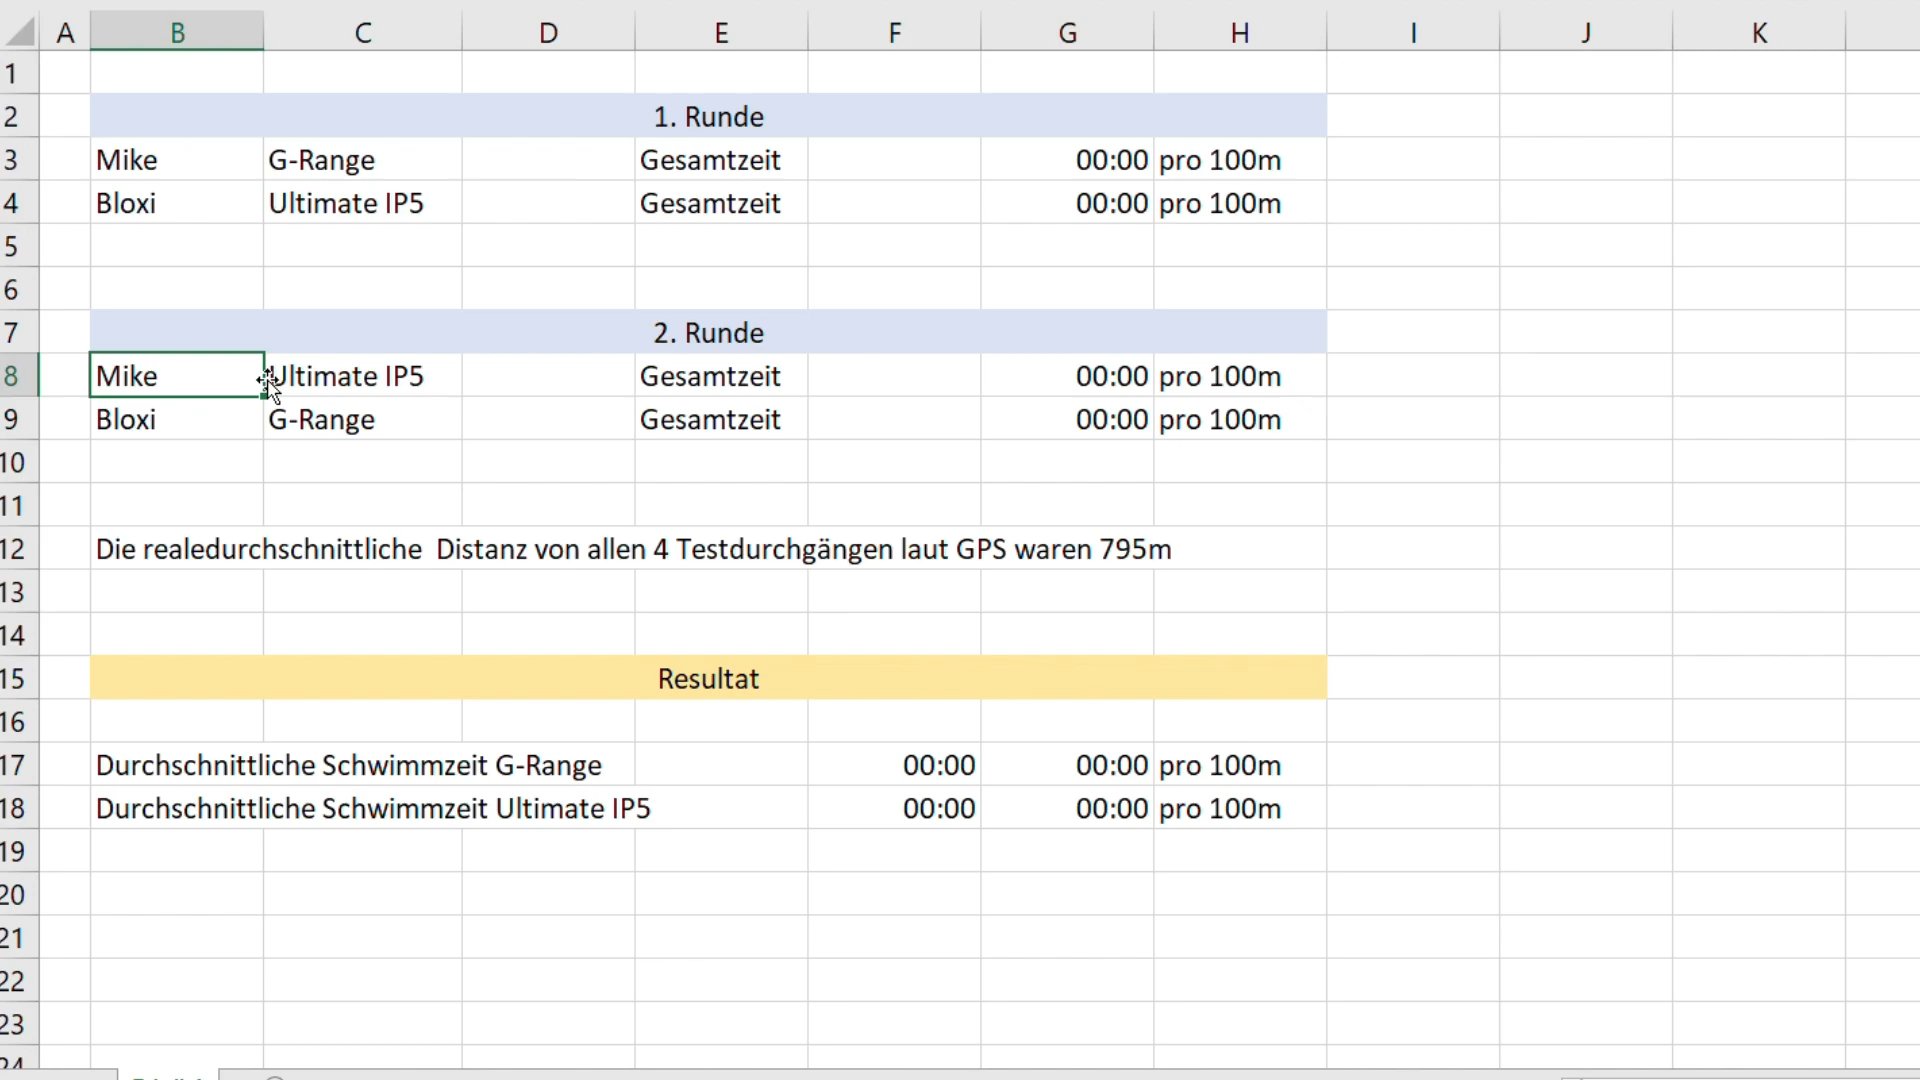 A B C D E F G H I J K
1
2 1. Runde
3 Mike G-Range Gesamtzeit 00:00 pro 100m
4 Bloxi Ultimate IP5 Gesamtzeit 00:00 pro 100m
5
6
7 2. Runde
8 Mike Ultimate IP5 Gesamtzeit 00:00 pro 100m
9 Bloxi G-Range Gesamtzeit 00:00 pro 100m
10
11
12 Die realedurchschnittliche Distanz von allen 4 Testdurchgängen laut GPS waren 795m
13
14
15 Resultat
16
17 Durchschnittliche Schwimmzeit G-Range 00:00 00:00 pro 100m
18 Durchschnittliche Schwimmzeit Ultimate IP5 00:00 00:00 pro 100m
19
20
21
22
23
24